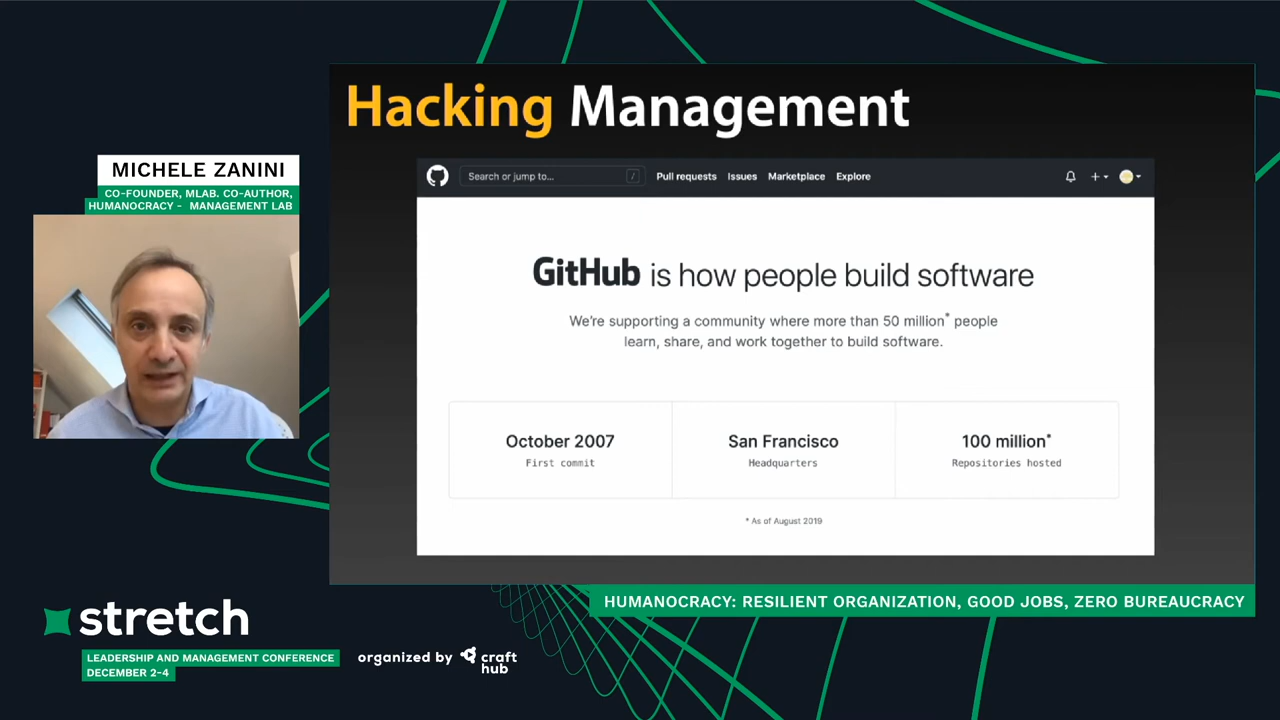 Hacking Management
MICHELE ZANINI
CO-FOUNDER, MLAB. CO-AUTHOR,
HUMANOCRACY - MANAGEMENT LAB
Search or jump to... /
Pull requests Issues Marketplace Explore
GitHub is how people build software
We're supporting a community where more than 50 million* people
learn, share, and work together to build software.
October 2007
First commit
San Francisco
Headquarters
100 million*
Repositories hosted
* As of August 2019
HUMANOCRACY: RESILIENT ORGANIZATION, GOOD JOBS, ZERO BUREAUCRACY
stretch
LEADERSHIP AND MANAGEMENT CONFERENCE
DECEMBER 2-4
organized by craft
hub